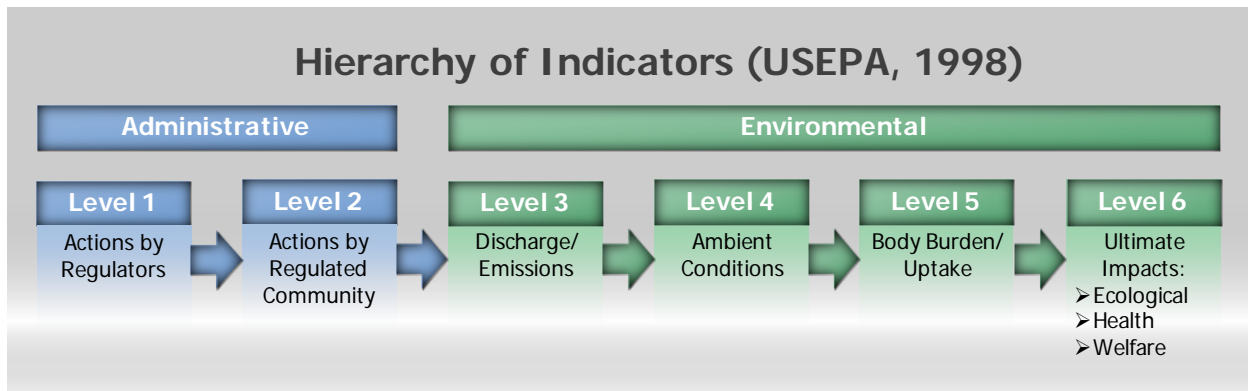 Hierarchy of Indicators (USEPA, 1998)
Administrative
Environmental
Level 1
Actions by
Regulators
Level 2
Actions by
Regulated
Community
Level 3
Discharge/
Emissions
Level 4
Ambient
Conditions
Level 5
Body Burden/
Uptake
Level 6
Ultimate
Impacts:
➢Ecological
➢Health
➢Welfare